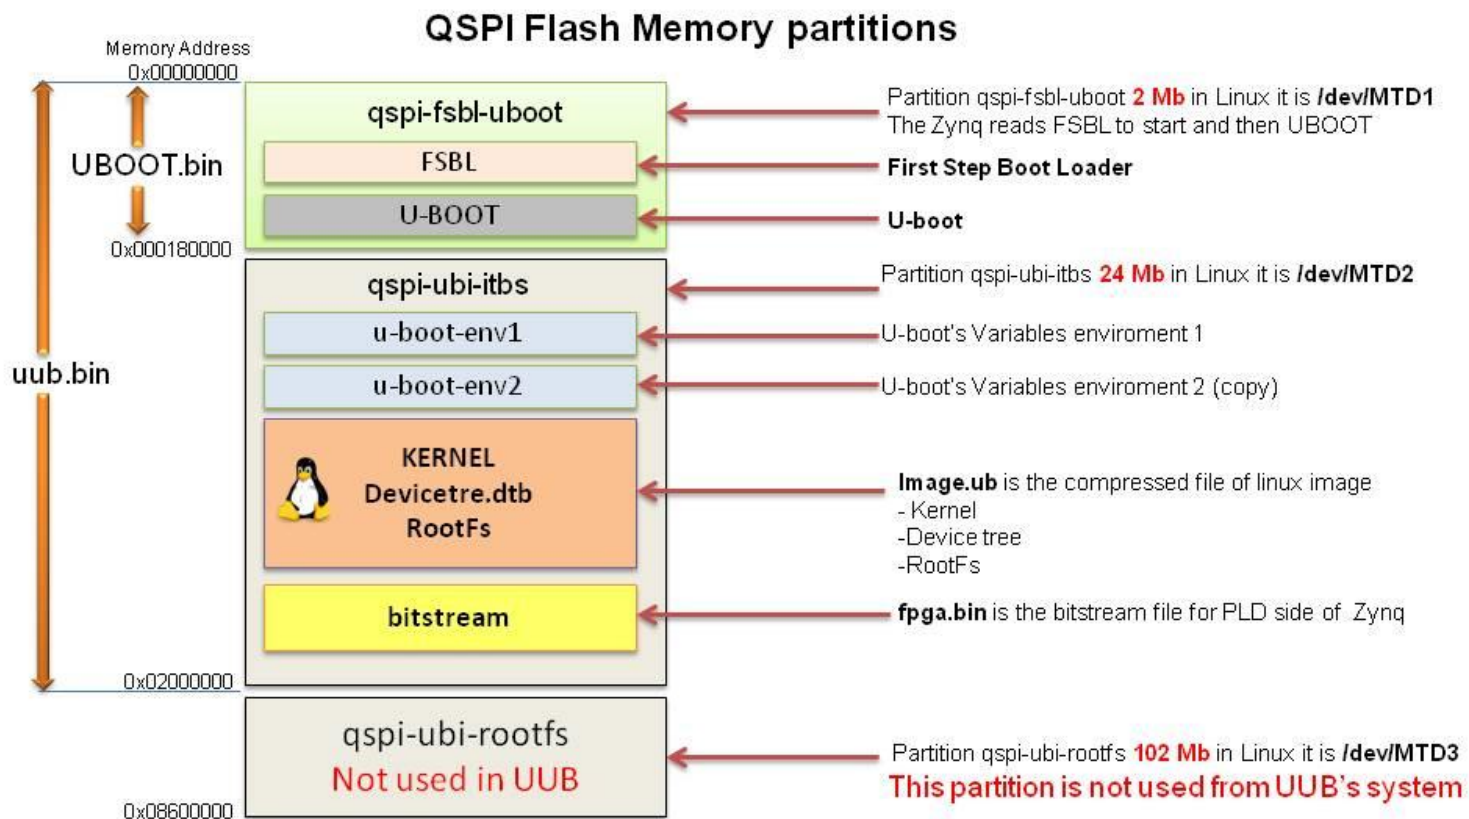 QSPI Flash Memory partitions
Memory Address
0x00000000
UBOOT.bin
0x000180000
uub.bin
0x02000000
0x08600000
qspi-fsbl-uboot
FSBL
U-BOOT
qspi-ubi-itbs
u-boot-env1
u-boot-env2
KERNEL
Devicetre.dtb
RootFs
bitstream
qspi-ubi-rootfs
Not used in UUB
Partition qspi-fsbl-uboot 2 Mb in Linux it is /dev/MTD1
The Zynq reads FSBL to start and then UBOOT
First Step Boot Loader
U-boot
Partition qspi-ubi-itbs 24 Mb in Linux it is /dev/MTD2
U-boot's Variables enviroment 1
U-boot's Variables enviroment 2 (copy)
Image.ub is the compressed file of linux image
- Kernel
-Device tree
-RootFs
fpga.bin is the bitstream file for PLD side of Zynq
Partition qspi-ubi-rootfs 102 Mb in Linux it is /dev/MTD3
This partition is not used from UUB's system